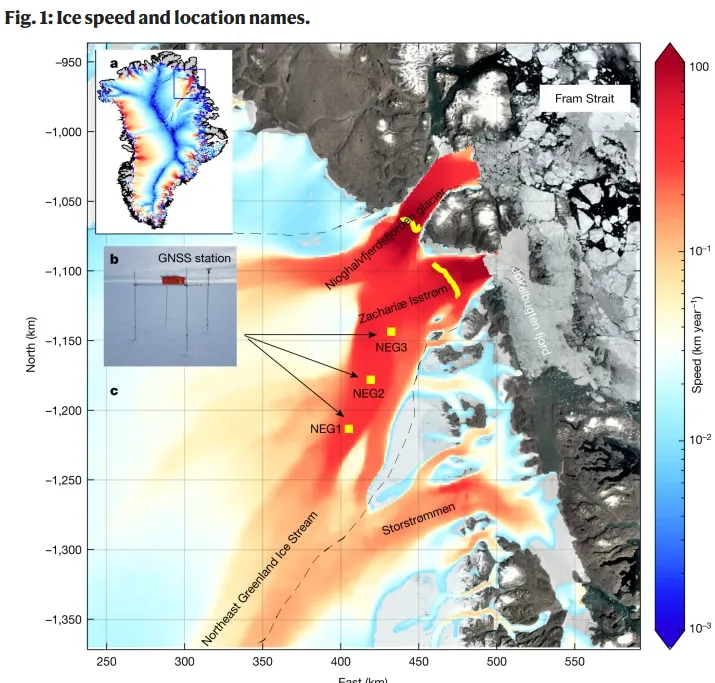 Fig. 1: Ice speed and location names.
−950
−1,000
−1,050
−1,100
−1,150
−1,200
−1,250
−1,300
−1,350
North (km)
a
b
GNSS station
c
Fram Strait
Nioghalvfjerdsfjorden glacier
Zachariæ Isstrøm
NEG3
NEG2
NEG1
Storstrømmen
Northeast Greenland Ice Stream
fjord
250
300
350
400
450
500
550
East (km)
100
10⁻¹
10⁻²
10⁻³
Speed (km year⁻¹)